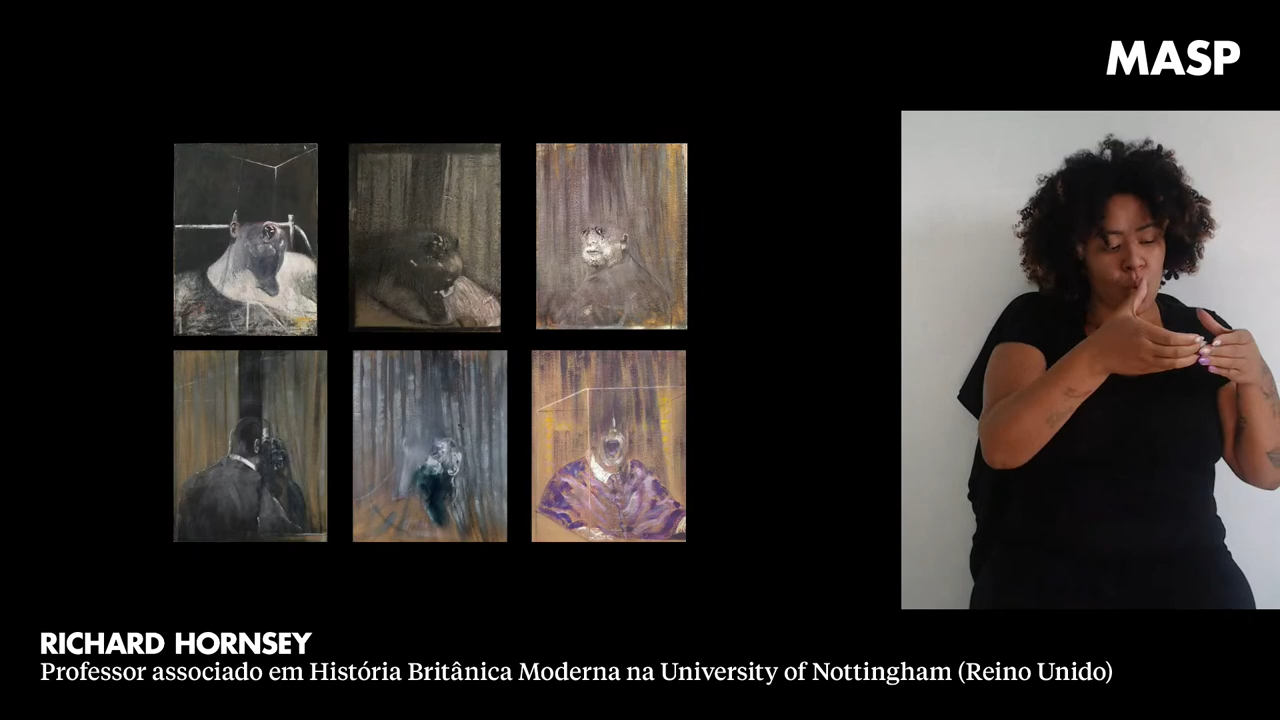 MASP
RICHARD HORNSEY
Professor associado em História Britânica Moderna na University of Nottingham (Reino Unido)